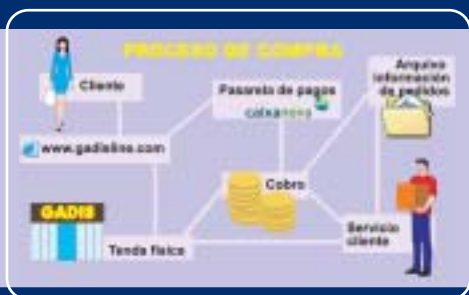 PROCESO DE COMPRA
Cliente
Pasarela de pagos
caixanova
Arquivo
información
de pedidos
www.gadisline.com
Cobro
GADIS
Tenda física
Servicio
cliente